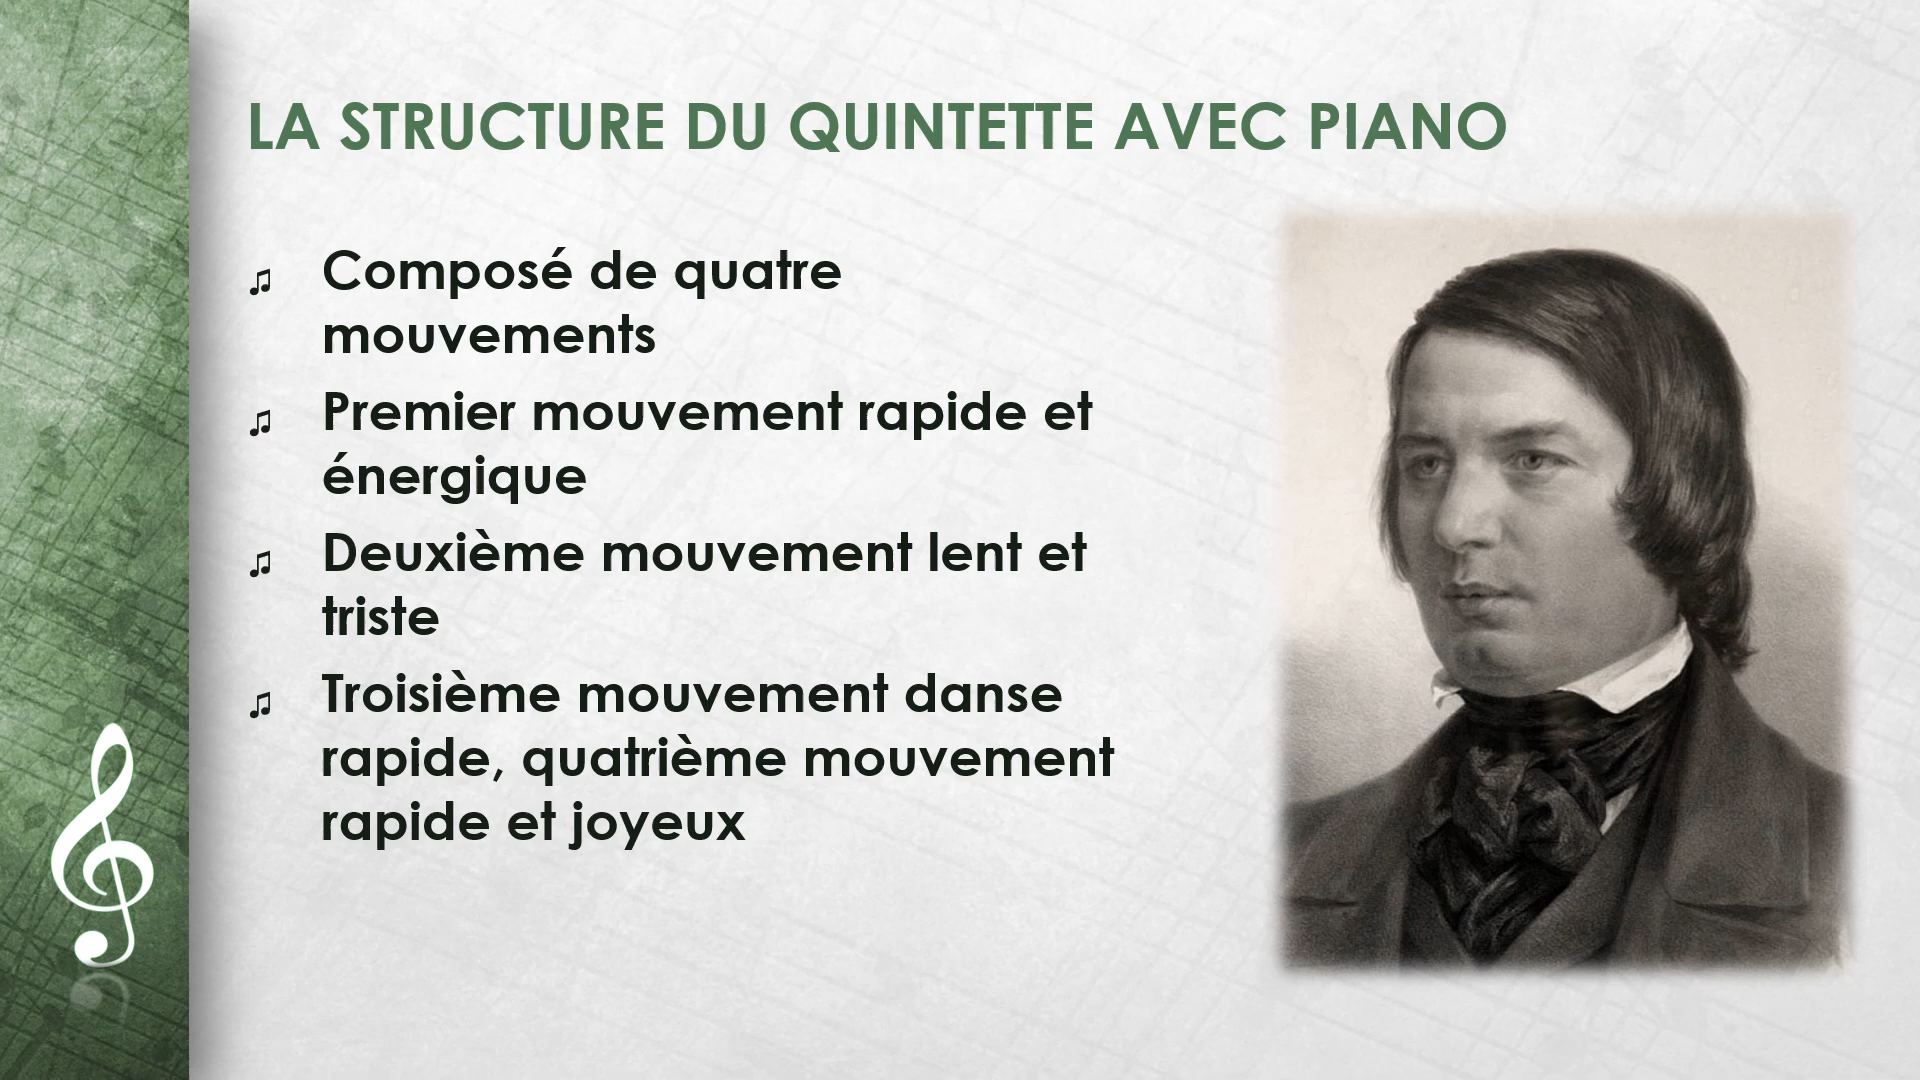 LA STRUCTURE DU QUINTETTE AVEC PIANO
♫ Composé de quatre
mouvements
♫ Premier mouvement rapide et
énergique
♫ Deuxième mouvement lent et
triste
♫ Troisième mouvement danse
rapide, quatrième mouvement
rapide et joyeux